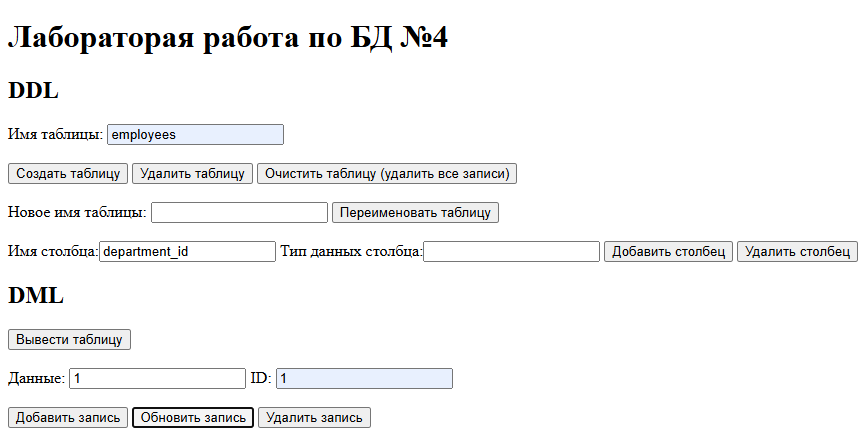 Лабораторая работа по БД №4
DDL
Имя таблицы: employees
Создать таблицу Удалить таблицу Очистить таблицу (удалить все записи)
Новое имя таблицы: Переименовать таблицу
Имя столбца: department_id Тип данных столбца: Добавить столбец Удалить столбец
DML
Вывести таблицу
Данные: 1 ID: 1
Добавить запись Обновить запись Удалить запись